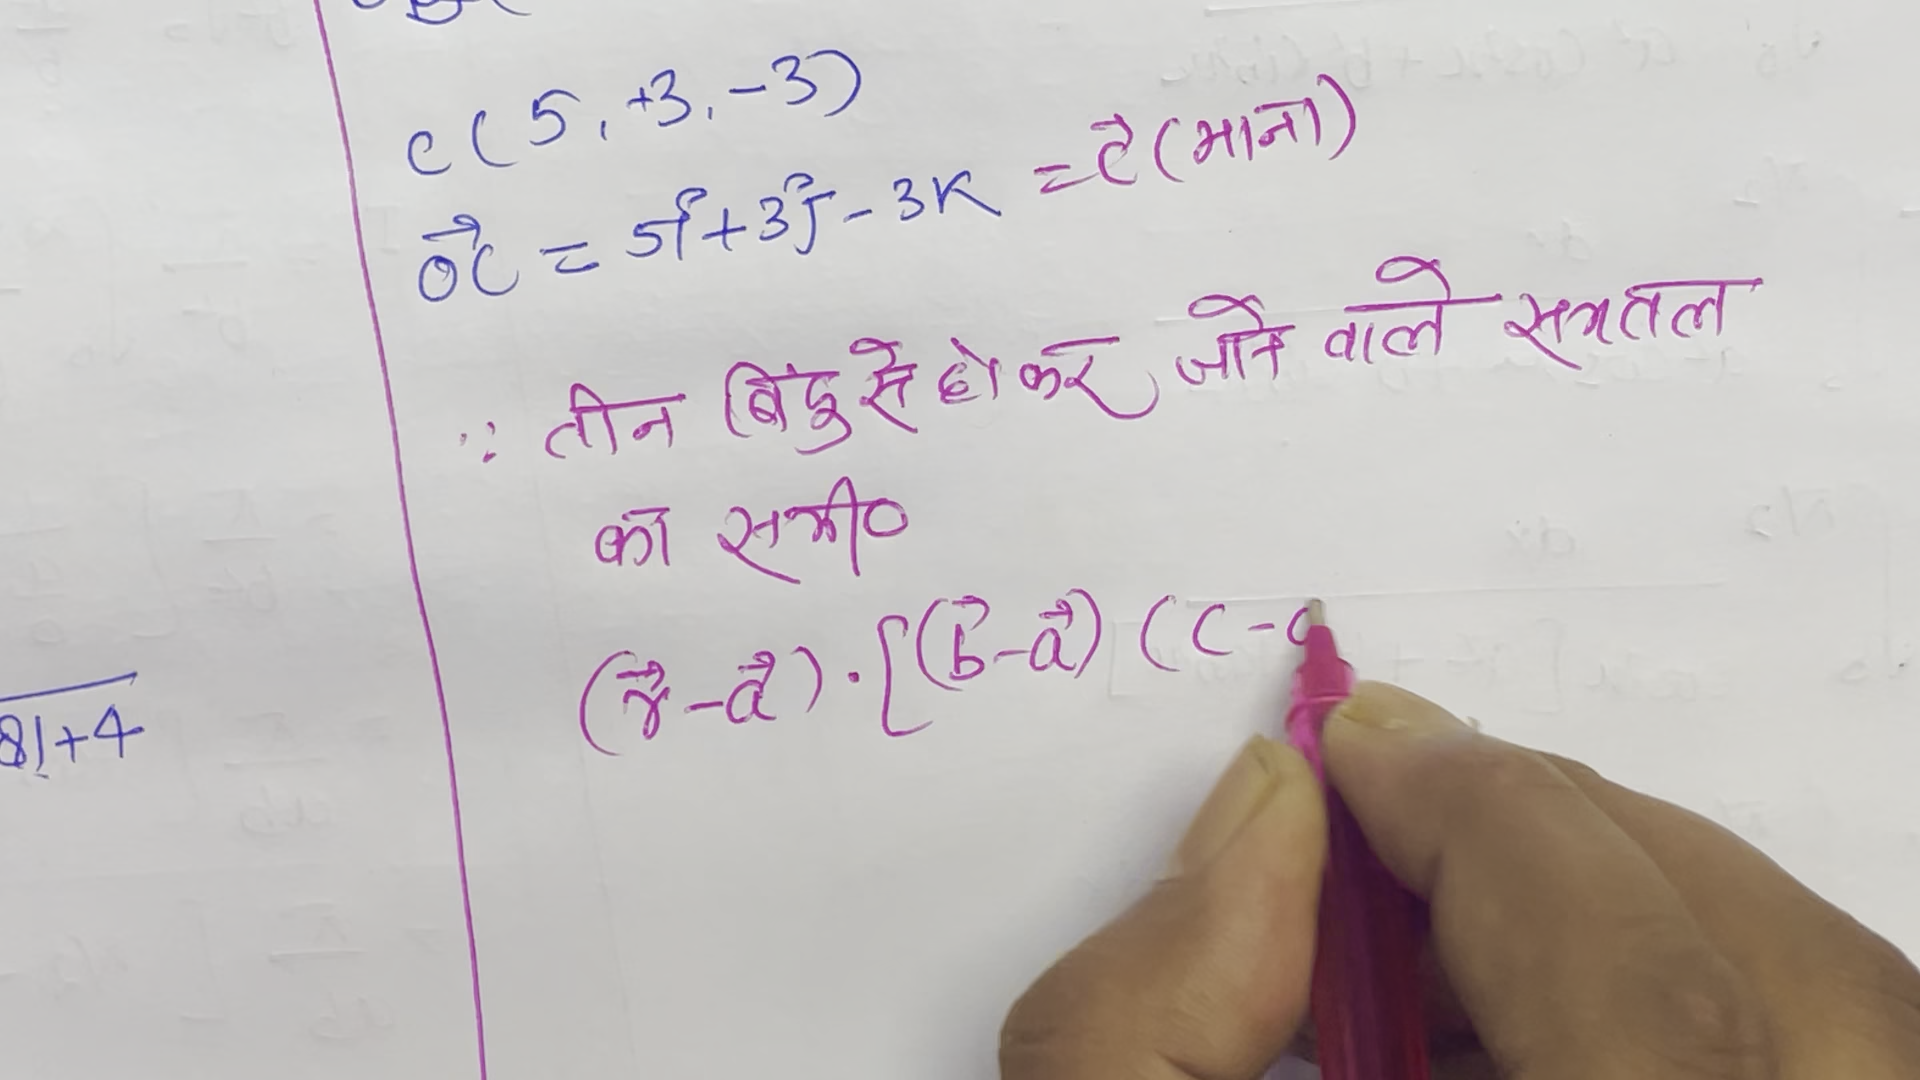 C(5,+3,-3)
→OC = 5î+3ĵ-3K = c⃗ (माना)
∵ तीन बिंदु से होकर जाने वाले समतल
का समी०
(r⃗-a⃗).[(b⃗-a⃗) (c-a
81+4